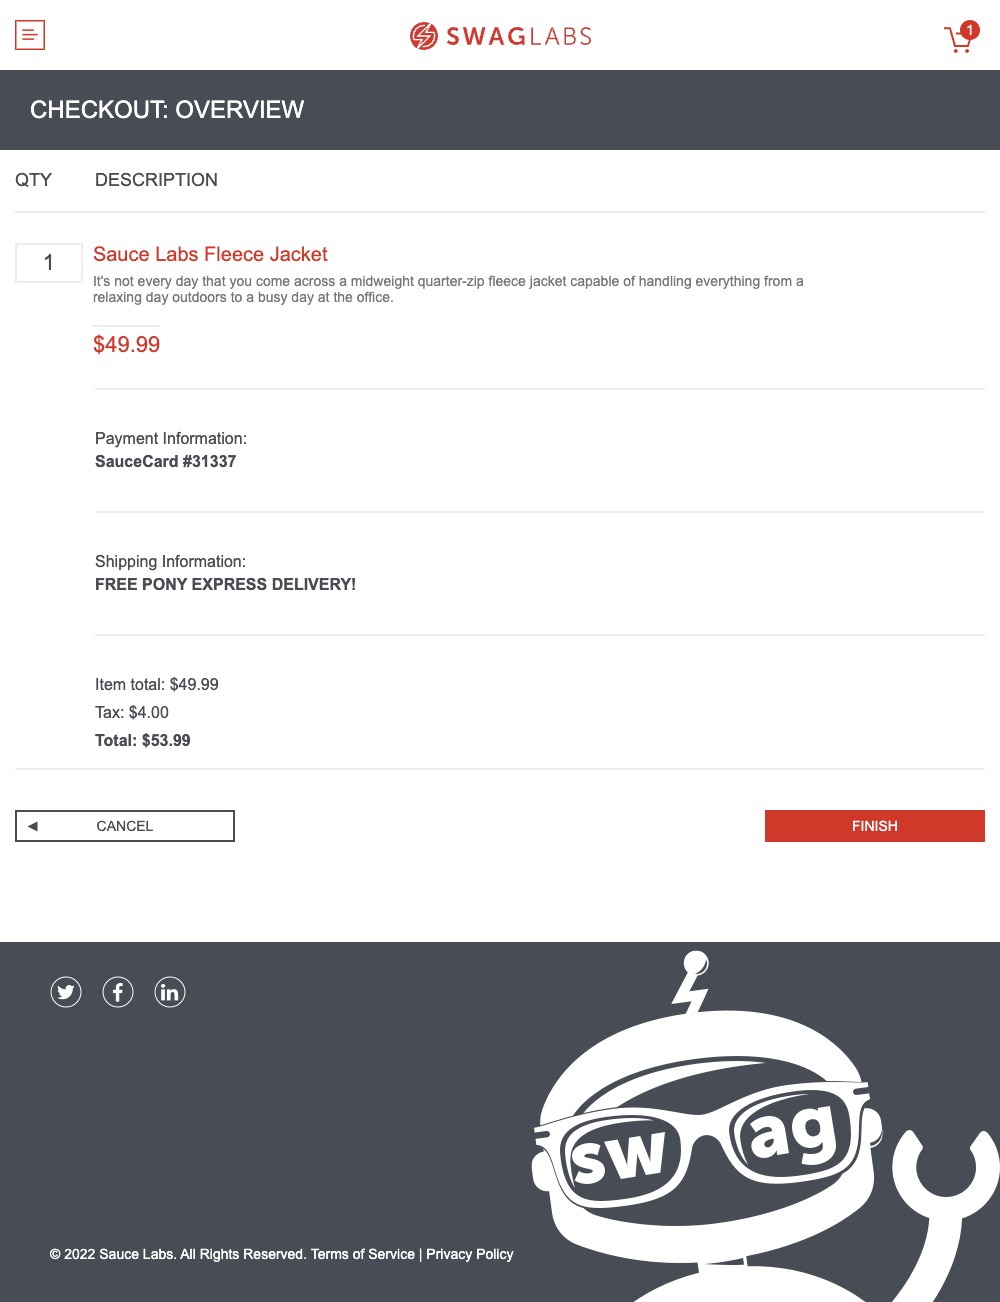 SWAGLABS
1
CHECKOUT: OVERVIEW
QTY DESCRIPTION
1
Sauce Labs Fleece Jacket
It's not every day that you come across a midweight quarter-zip fleece jacket capable of handling everything from a
relaxing day outdoors to a busy day at the office.
$49.99
Payment Information:
SauceCard #31337
Shipping Information:
FREE PONY EXPRESS DELIVERY!
Item total: $49.99
Tax: $4.00
Total: $53.99
CANCEL
FINISH
swag
© 2022 Sauce Labs. All Rights Reserved. Terms of Service | Privacy Policy